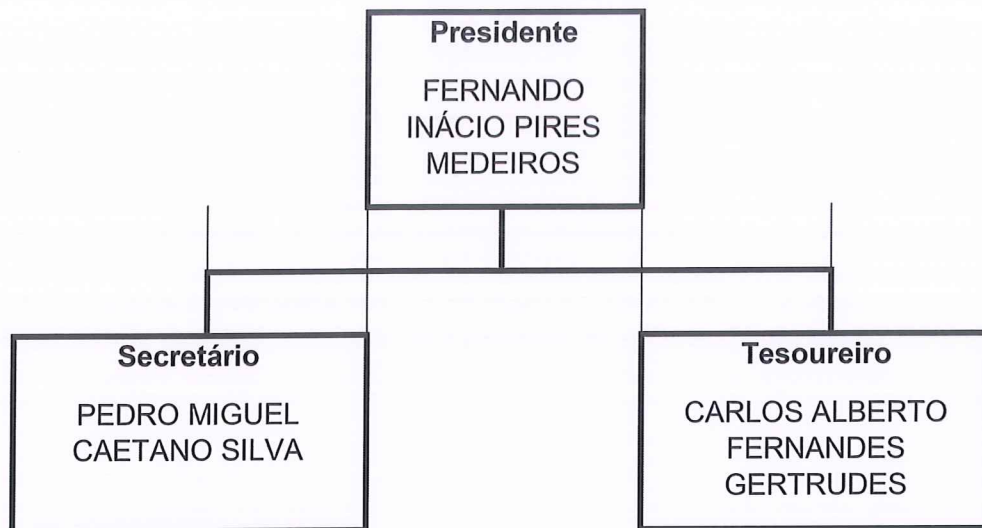 Presidente
FERNANDO
INÁCIO PIRES
MEDEIROS
Secretário
PEDRO MIGUEL
CAETANO SILVA
Tesoureiro
CARLOS ALBERTO
FERNANDES
GERTRUDES